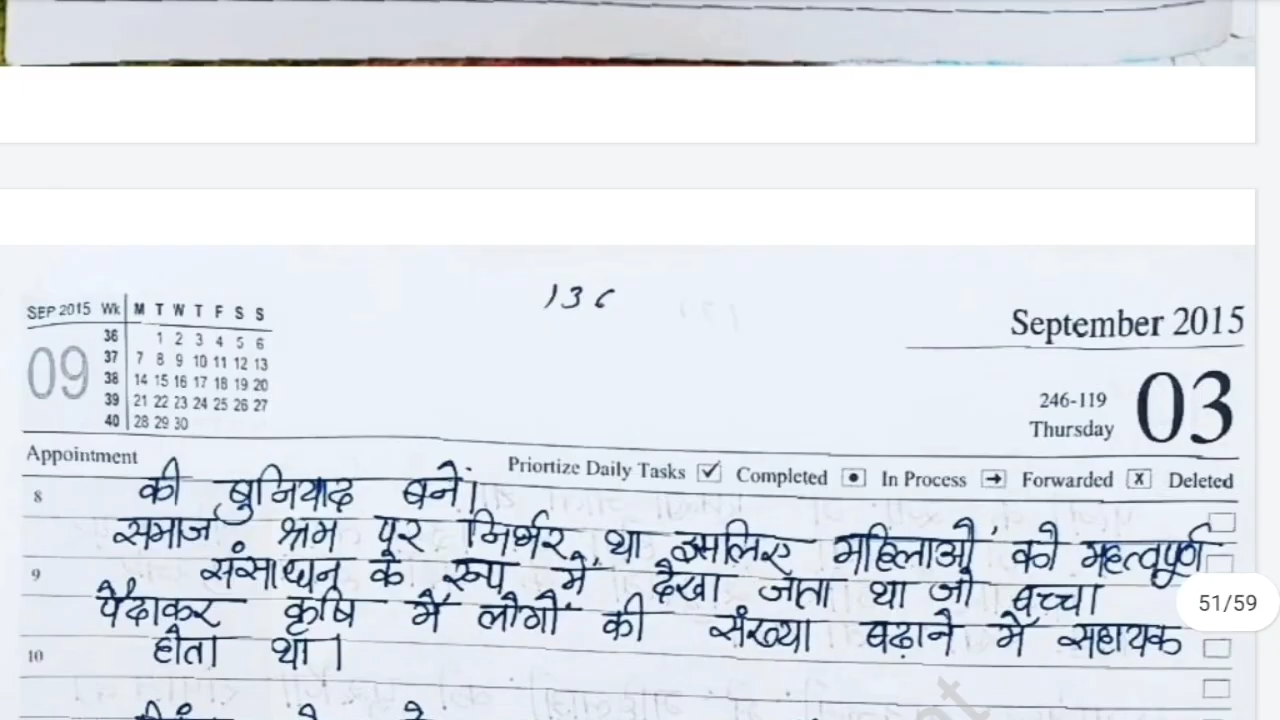 136
September 2015
SEP 2015 Wk M T W T F S S
36 1 2 3 4 5 6
09
37 7 8 9 10 11 12 13
38 14 15 16 17 18 19 20
39 21 22 23 24 25 26 27
40 28 29 30
246-119
Thursday
03
Appointment
Priortize Daily Tasks Completed In Process Forwarded x Deleted
8 की बुनियाद बनें।
समाज श्रम पर निर्भर था इसलिए महिलाओं को महत्वपूर्ण
9 संसाधन के रूप में देखा जाता था जो बच्चा
पैदाकर कृषि में लोगों की संख्या बढ़ाने में सहायक
51/59
10 होता था।